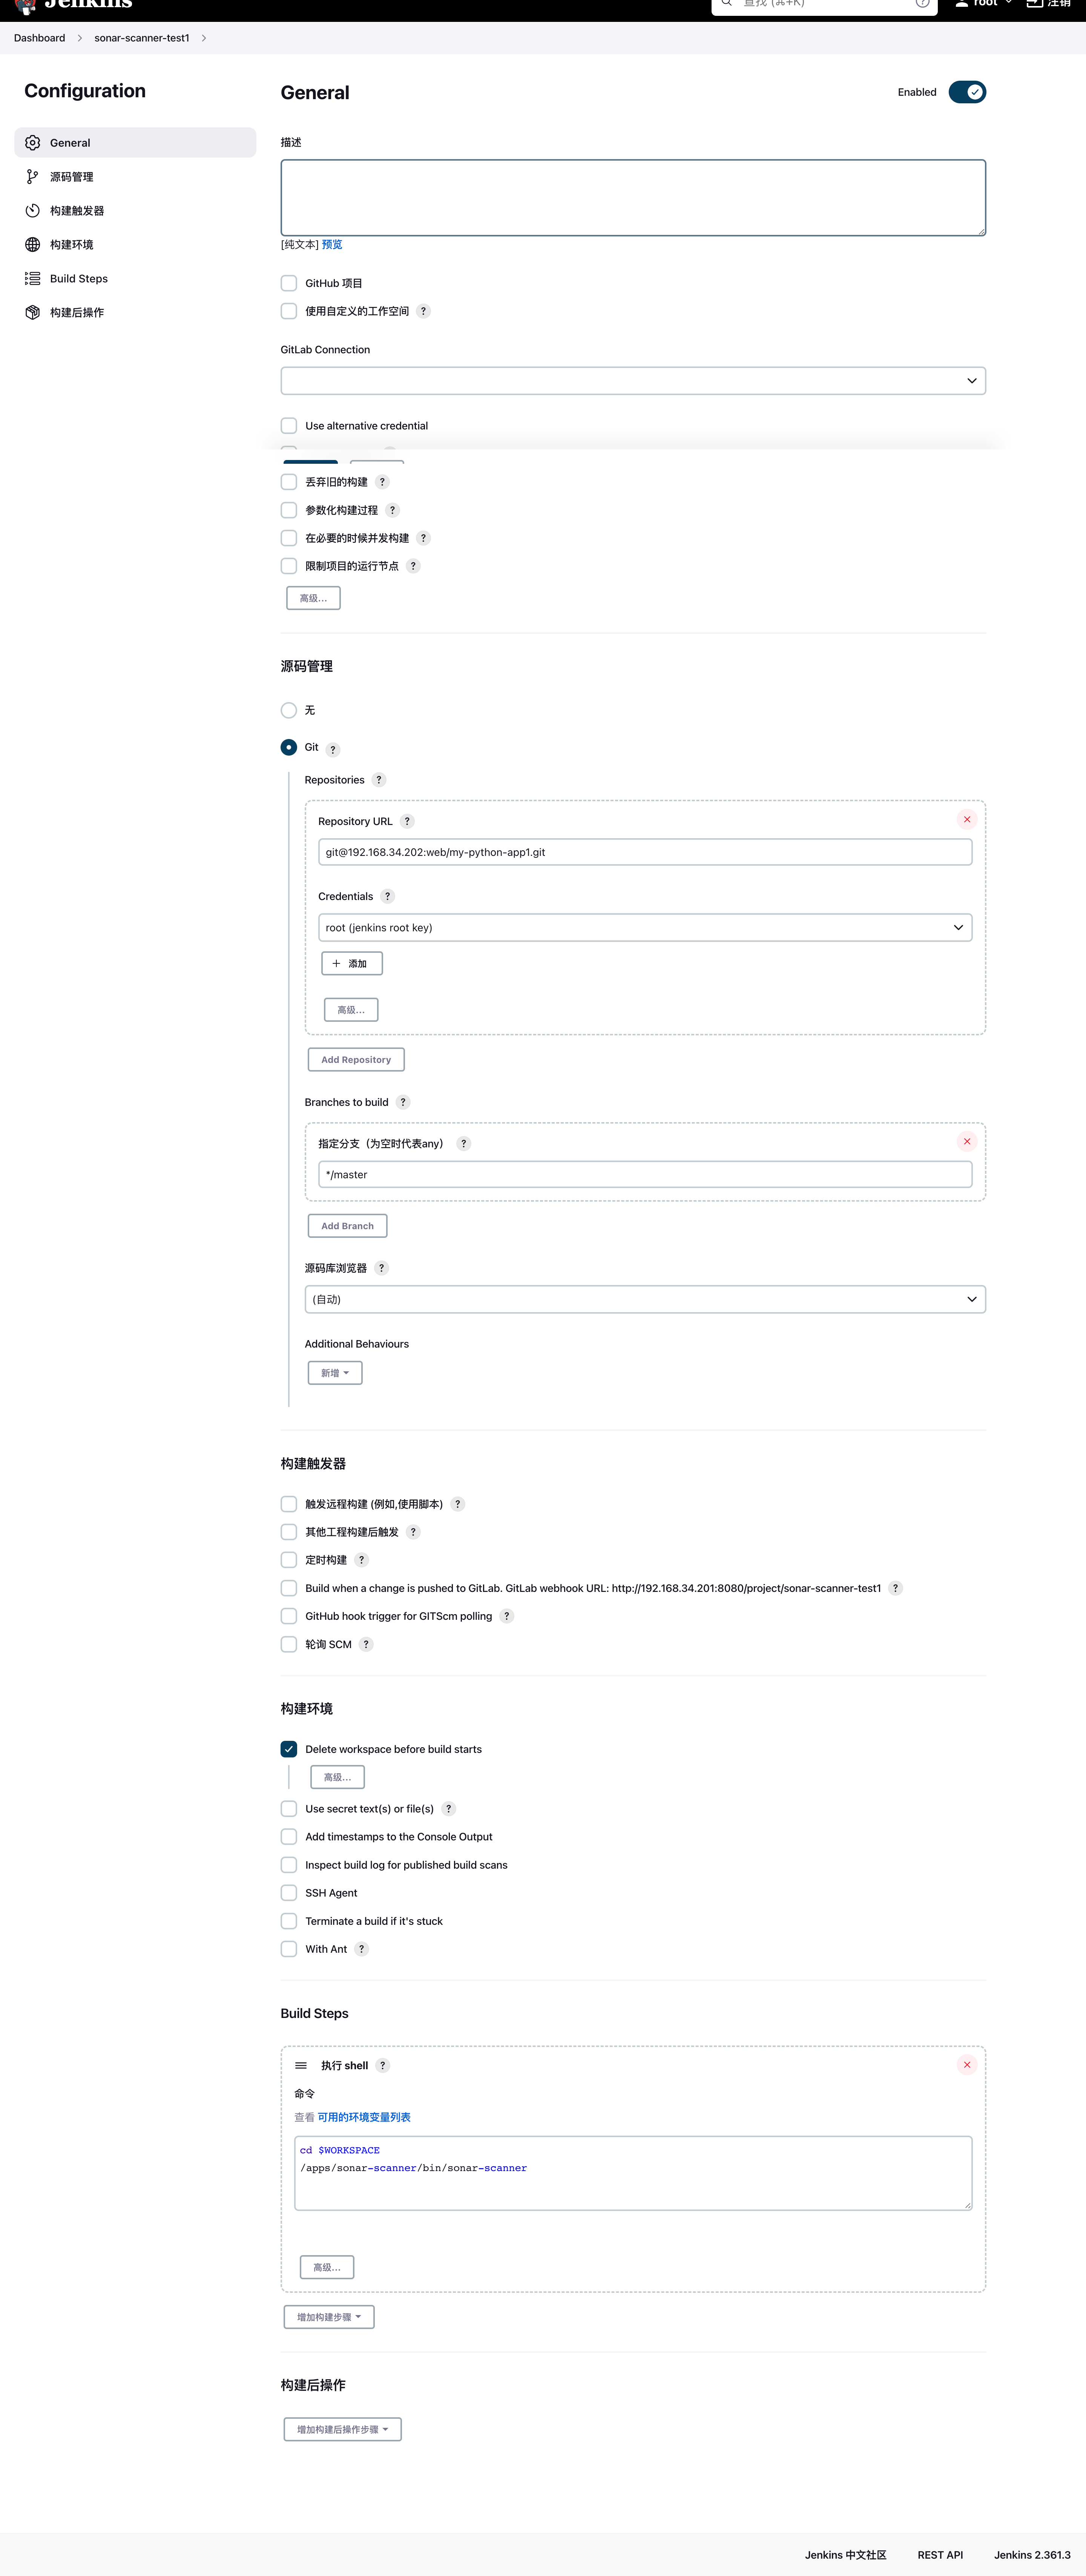 Jenkins
查找 (⌘+K)
root
注销
Dashboard
sonar-scanner-test1
Configuration
General
源码管理
构建触发器
构建环境
Build Steps
构建后操作
General
Enabled
描述
[纯文本] 预览
GitHub 项目
使用自定义的工作空间 ?
GitLab Connection
Use alternative credential
丢弃旧的构建 ?
参数化构建过程 ?
在必要的时候并发构建 ?
限制项目的运行节点 ?
高级...
源码管理
无
Git ?
Repositories ?
Repository URL ?
git@192.168.34.202:web/my-python-app1.git
Credentials ?
root (jenkins root key)
+ 添加
高级...
Add Repository
Branches to build ?
指定分支（为空时代表any） ?
*/master
Add Branch
源码库浏览器 ?
(自动)
Additional Behaviours
新增
构建触发器
触发远程构建 (例如,使用脚本) ?
其他工程构建后触发 ?
定时构建 ?
Build when a change is pushed to GitLab. GitLab webhook URL: http://192.168.34.201:8080/project/sonar-scanner-test1 ?
GitHub hook trigger for GITScm polling ?
轮询 SCM ?
构建环境
Delete workspace before build starts
高级...
Use secret text(s) or file(s) ?
Add timestamps to the Console Output
Inspect build log for published build scans
SSH Agent
Terminate a build if it's stuck
With Ant ?
Build Steps
执行 shell ?
命令
查看 可用的环境变量列表
cd $WORKSPACE
/apps/sonar-scanner/bin/sonar-scanner
高级...
增加构建步骤
构建后操作
增加构建后操作步骤
Jenkins 中文社区
REST API
Jenkins 2.361.3